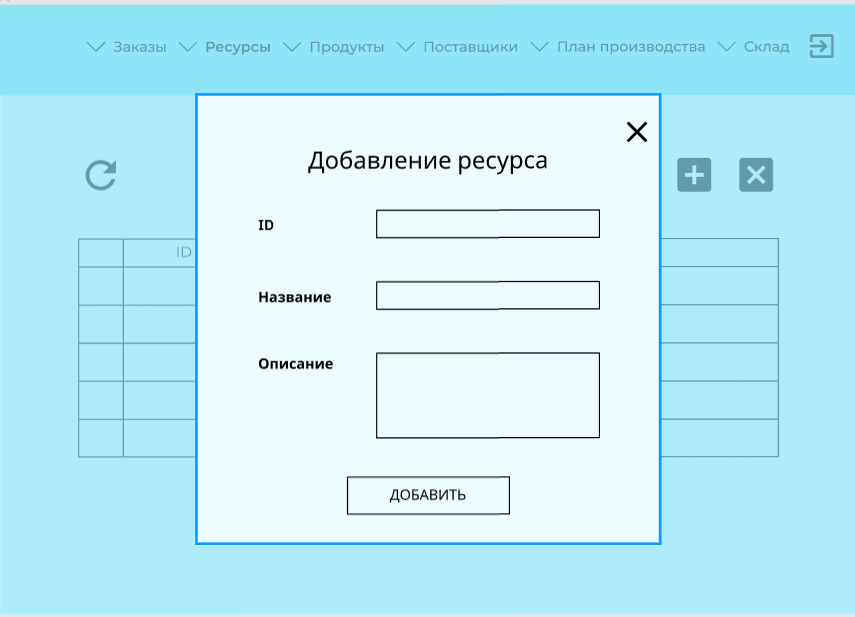 Заказы Ресурсы Продукты Поставщики План производства Склад
Добавление ресурса
ID
ID
Название
Описание
ДОБАВИТЬ